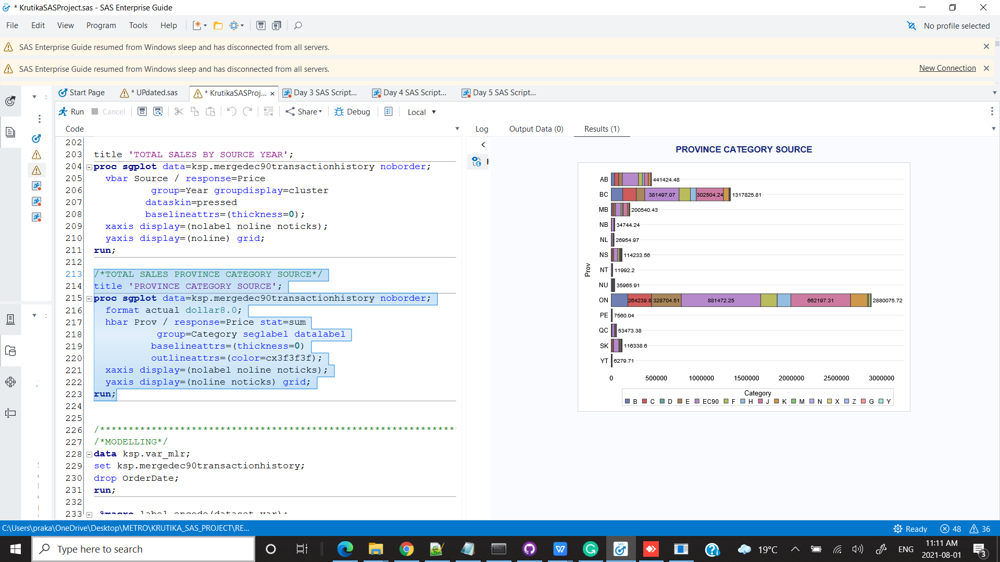 * KrutikaSASProject.sas - SAS Enterprise Guide
File Edit View Program Tools Help
No profile selected
SAS Enterprise Guide resumed from Windows sleep and has disconnected from all servers.
SAS Enterprise Guide resumed from Windows sleep and has disconnected from all servers.
New Connection
Start Page * UPdated.sas * KrutikaSASProj... Day 3 SAS Script... Day 4 SAS Script... Day 5 SAS Script...
Run Cancel Share Debug Local
Code
202
203 title 'TOTAL SALES BY SOURCE YEAR';
204 proc sgplot data=ksp.mergedec90transactionhistory noborder;
205 vbar Source / response=Price
206 group=Year groupdisplay=cluster
207 dataskin=pressed
208 baselineattrs=(thickness=0);
209 xaxis display=(nolabel noline noticks);
210 yaxis display=(noline) grid;
211 run;
212
213 /*TOTAL SALES PROVINCE CATEGORY SOURCE*/
214 title 'PROVINCE CATEGORY SOURCE';
215 proc sgplot data=ksp.mergedec90transactionhistory noborder;
216 format actual dollar8.0;
217 hbar Prov / response=Price stat=sum
218 group=Category seglabel datalabel
219 baselineattrs=(thickness=0)
220 outlineattrs=(color=cx3f3f3f);
221 xaxis display=(nolabel noline noticks);
222 yaxis display=(noline noticks) grid;
223 run;
224
225
226 /***************************************************************
227 /*MODELLING*/
228 data ksp.var_mlr;
229 set ksp.mergedec90transactionhistory;
230 drop OrderDate;
231 run;
232
233 %macro label_encode(dataset,var);
Log Output Data (0) Results (1)
PROVINCE CATEGORY SOURCE
Prov
AB 441424.48
BC 381497.07 302504.24 1317825.81
MB 200540.43
NB 34744.24
NL 26954.97
NS 114233.56
NT 11992.2
NU 35965.91
ON 264239.8 328704.51 881472.25 662197.31 2880075.72
PE 7560.04
QC 53473.38
SK 116338.6
YT 6279.71
0 500000 1000000 1500000 2000000 2500000 3000000
Category
B C D E EC90 F H J K M N X Z G Y
C:\Users\praka\OneDrive\Desktop\METRO\KRUTIKA_SAS_PROJECT\RE...
Ready 48 36
Type here to search
19°C
ENG
11:11 AM
2021-08-01
3